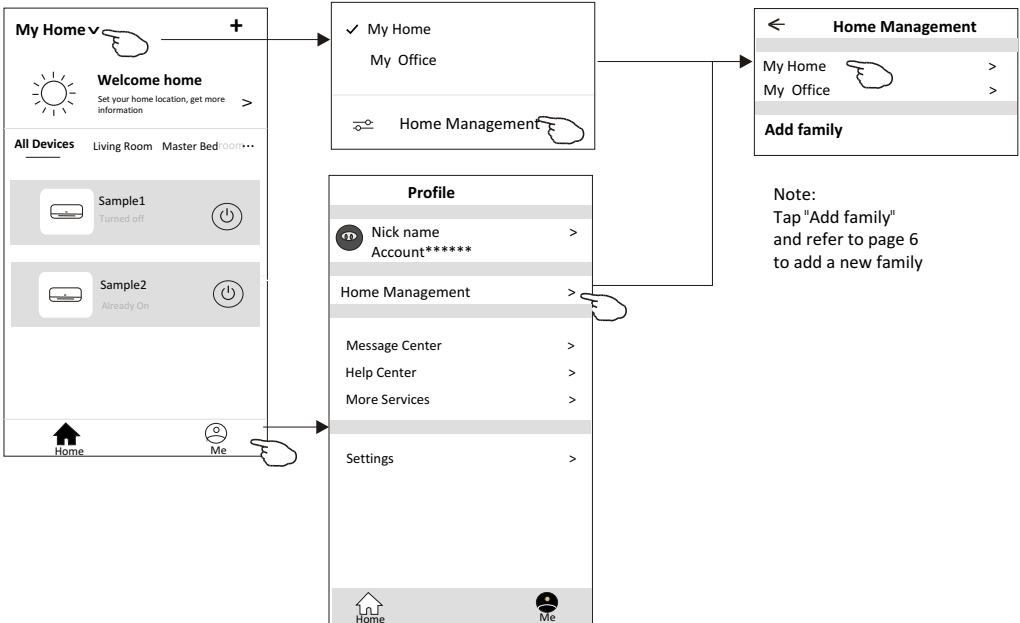 My Home
+
Welcome home
Set your home location, get more
information
>
All Devices Living Room Master Bedroom ...
Sample1
Turned off
Sample2
Already On
Home
Me
✓ My Home
My Office
Home Management
Profile
Nick name >
Account******
Home Management >
Message Center >
Help Center >
More Services >
Settings >
Home
Me
Home Management
My Home >
My Office >
Add family
Note:
Tap "Add family"
and refer to page 6
to add a new family